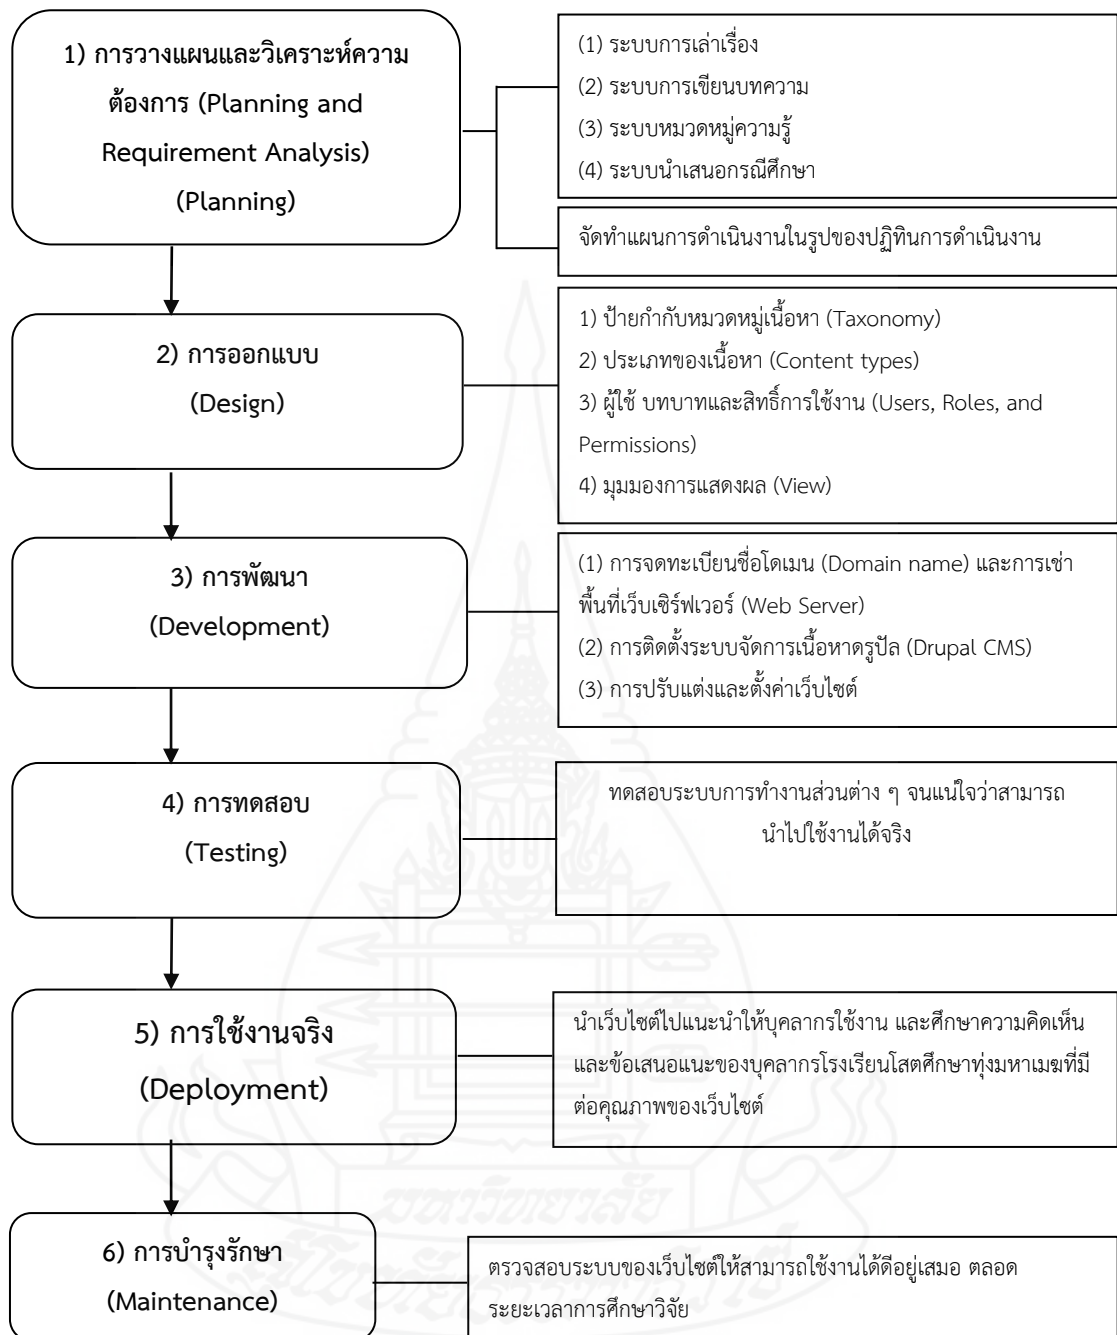 1) การวางแผนและวิเคราะห์ความ
ต้องการ (Planning and
Requirement Analysis)
(Planning)
(1) ระบบการเล่าเรื่อง
(2) ระบบการเขียนบทความ
(3) ระบบหมวดหมู่ความรู้
(4) ระบบนำเสนอกรณีศึกษา
จัดทำแผนการดำเนินงานในรูปของปฏิทินการดำเนินงาน
2) การออกแบบ
(Design)
1) ป้ายกำกับหมวดหมู่เนื้อหา (Taxonomy)
2) ประเภทของเนื้อหา (Content types)
3) ผู้ใช้ บทบาทและสิทธิ์การใช้งาน (Users, Roles, and
Permissions)
4) มุมมองการแสดงผล (View)
3) การพัฒนา
(Development)
(1) การจดทะเบียนชื่อโดเมน (Domain name) และการเช่า
พื้นที่เว็บเซิร์ฟเวอร์ (Web Server)
(2) การติดตั้งระบบจัดการเนื้อหาดรูปัล (Drupal CMS)
(3) การปรับแต่งและตั้งค่าเว็บไซต์
4) การทดสอบ
(Testing)
ทดสอบระบบการทำงานส่วนต่าง ๆ จนแน่ใจว่าสามารถ
นำไปใช้งานได้จริง
5) การใช้งานจริง
(Deployment)
นำเว็บไซต์ไปแนะนำให้บุคลากรใช้งาน และศึกษาความคิดเห็น
และข้อเสนอแนะของบุคลากรโรงเรียนโสตศึกษาทุ่งมหาเมฆที่มี
ต่อคุณภาพของเว็บไซต์
มหาวิทยาลัย
6) การบำรุงรักษา
(Maintenance)
ตรวจสอบระบบของเว็บไซต์ให้สามารถใช้งานได้ดีอยู่เสมอ ตลอด
ระยะเวลาการศึกษาวิจัย